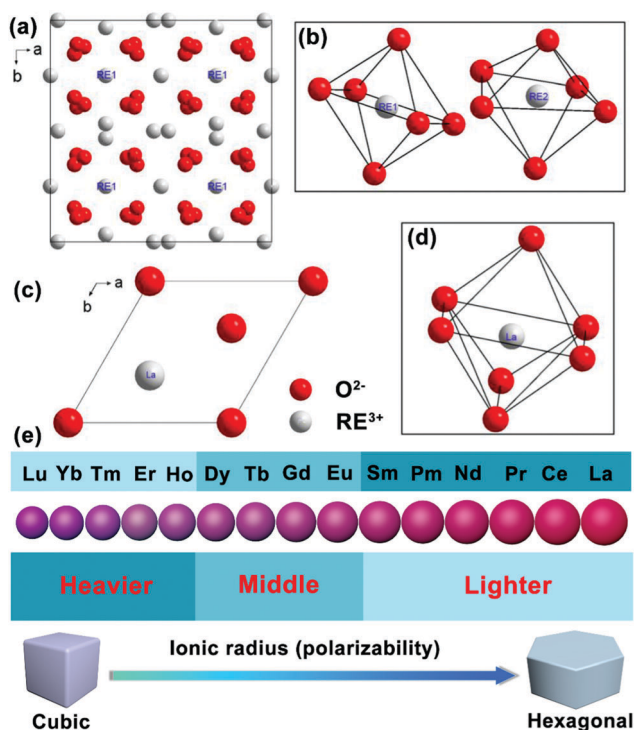 (a)
a
b
RE1 RE1
RE1 RE1
(b)
RE1
RE2
(c)
a
b
La
O²⁻
RE³⁺
(d)
La
(e)
Lu Yb Tm Er Ho Dy Tb Gd Eu Sm Pm Nd Pr Ce La
Heavier Middle Lighter
Ionic radius (polarizability)
Cubic Hexagonal